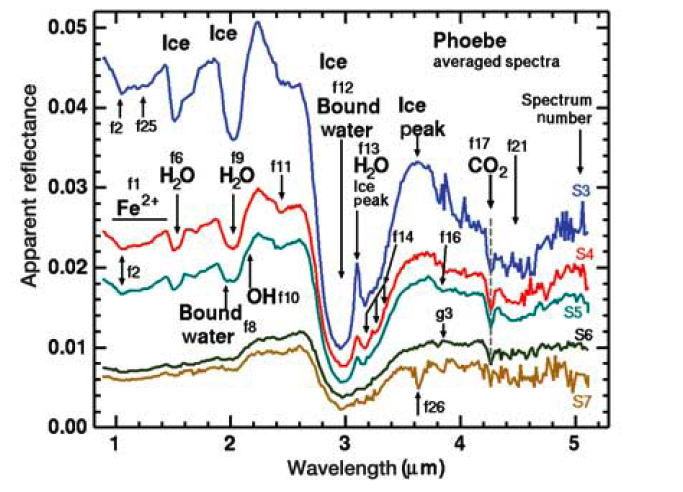 0.05
0.04
0.03
0.02
0.01
0.00
Apparent reflectance
1
2
3
4
5
Wavelength (μm)
Phoebe
averaged spectra
Spectrum
number
Ice
Ice
Ice
f12
Bound
water
Ice
peak
f2
f25
f1
Fe²⁺
f6
H₂O
f9
H₂O
f11
f13
H₂O
Ice
peak
f17
CO₂
f21
f14
f16
f2
Bound
water f8
OH f10
g3
f26
S3
S4
S5
S6
S7